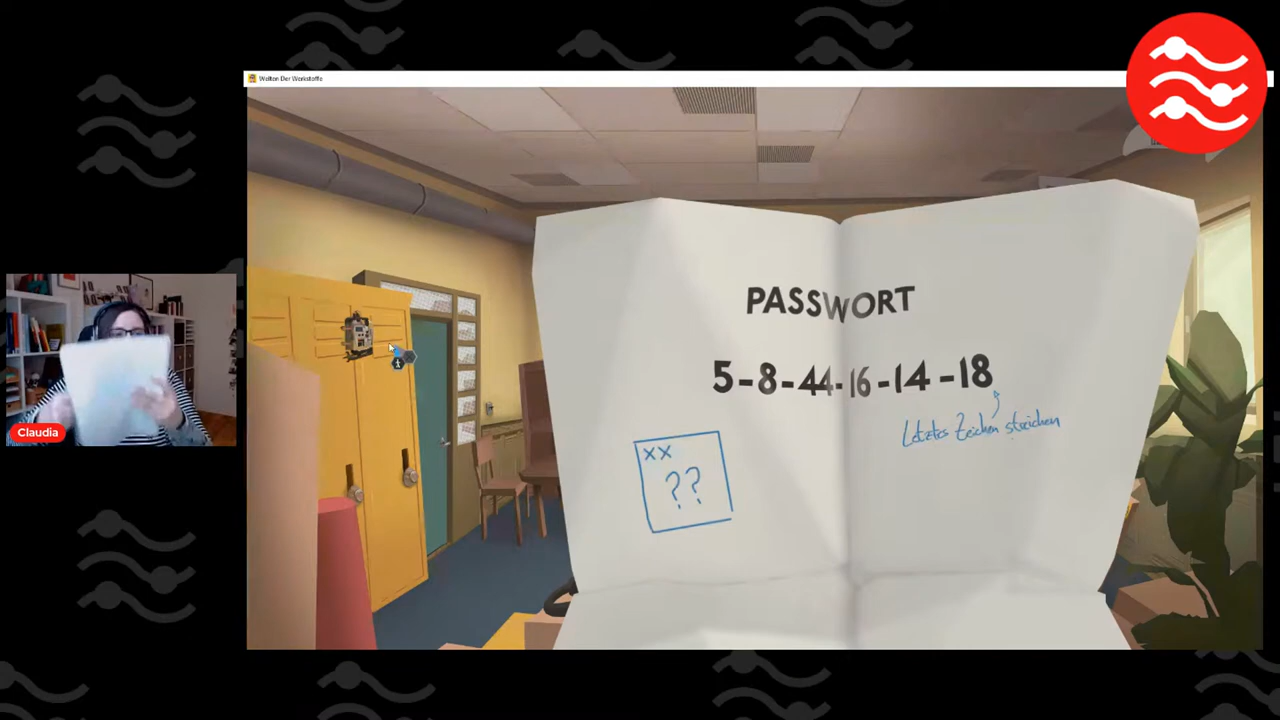 Welten Der Werkstoffe
PASSWORT
5-8-44-16-14-18
Letztes Zeichen streichen
XX
??
Claudia